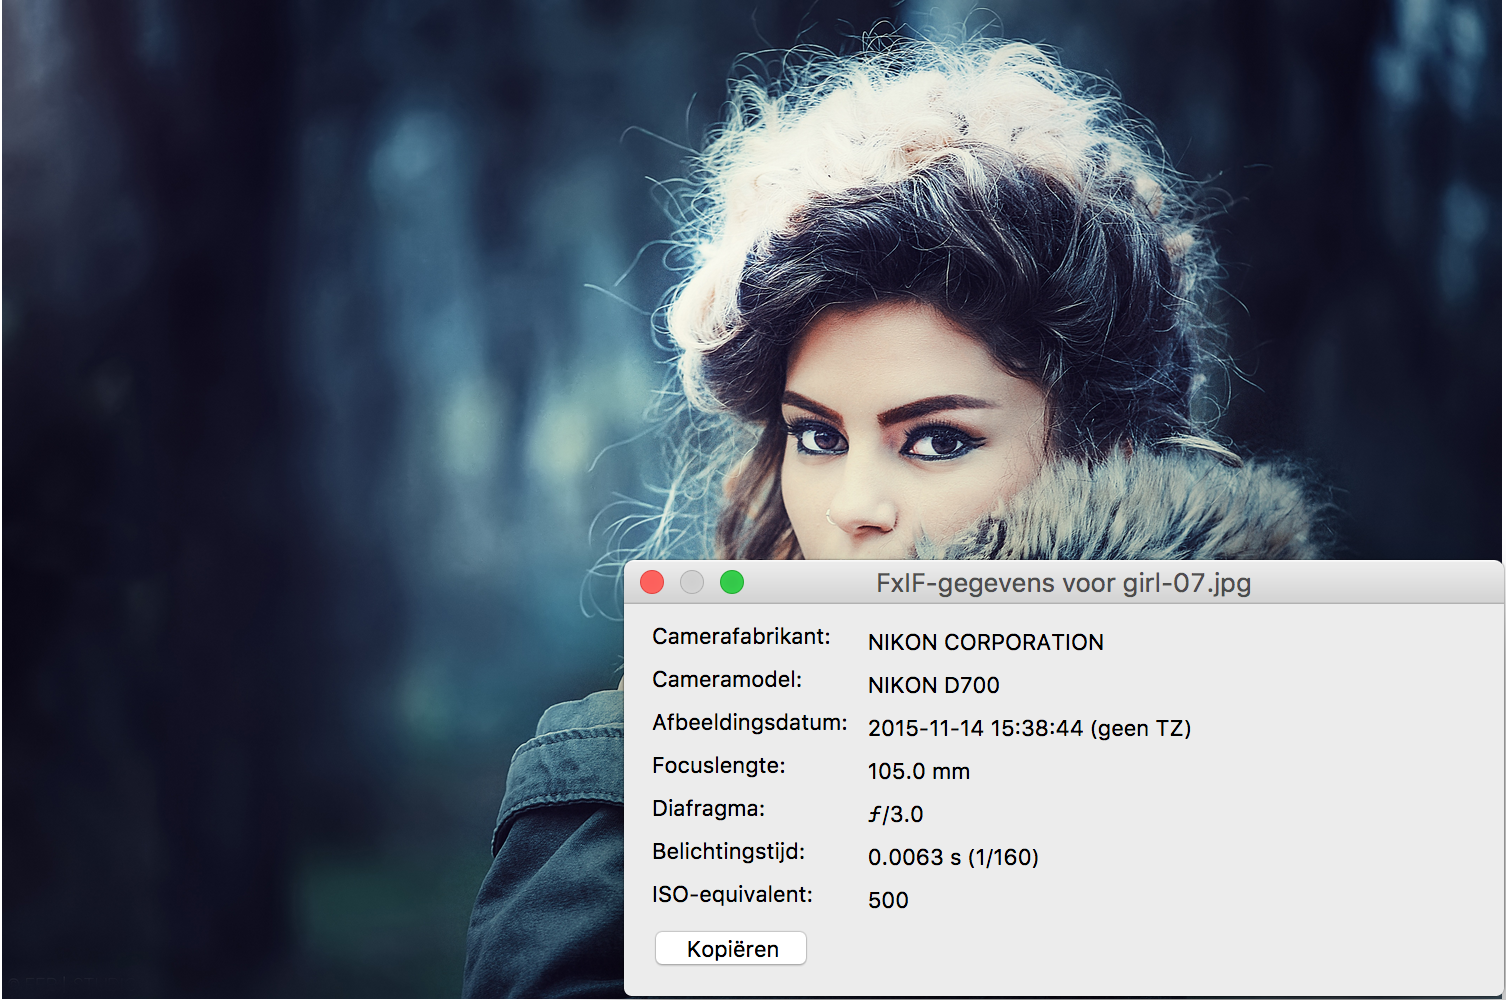 FxIF-gegevens voor girl-07.jpg
Camerafabrikant: NIKON CORPORATION
Cameramodel: NIKON D700
Afbeeldingsdatum: 2015-11-14 15:38:44 (geen TZ)
Focuslengte: 105.0 mm
Diafragma: ƒ/3.0
Belichtingstijd: 0.0063 s (1/160)
ISO-equivalent: 500
Kopiëren